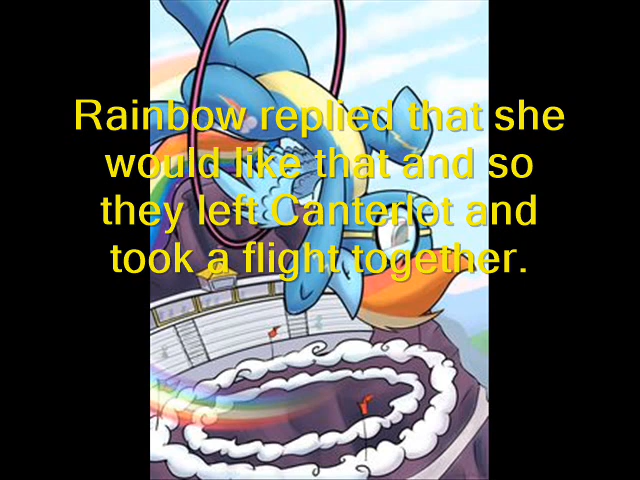 Rainbow replied that she
would like that and so
they left Canterlot and
took a flight together.